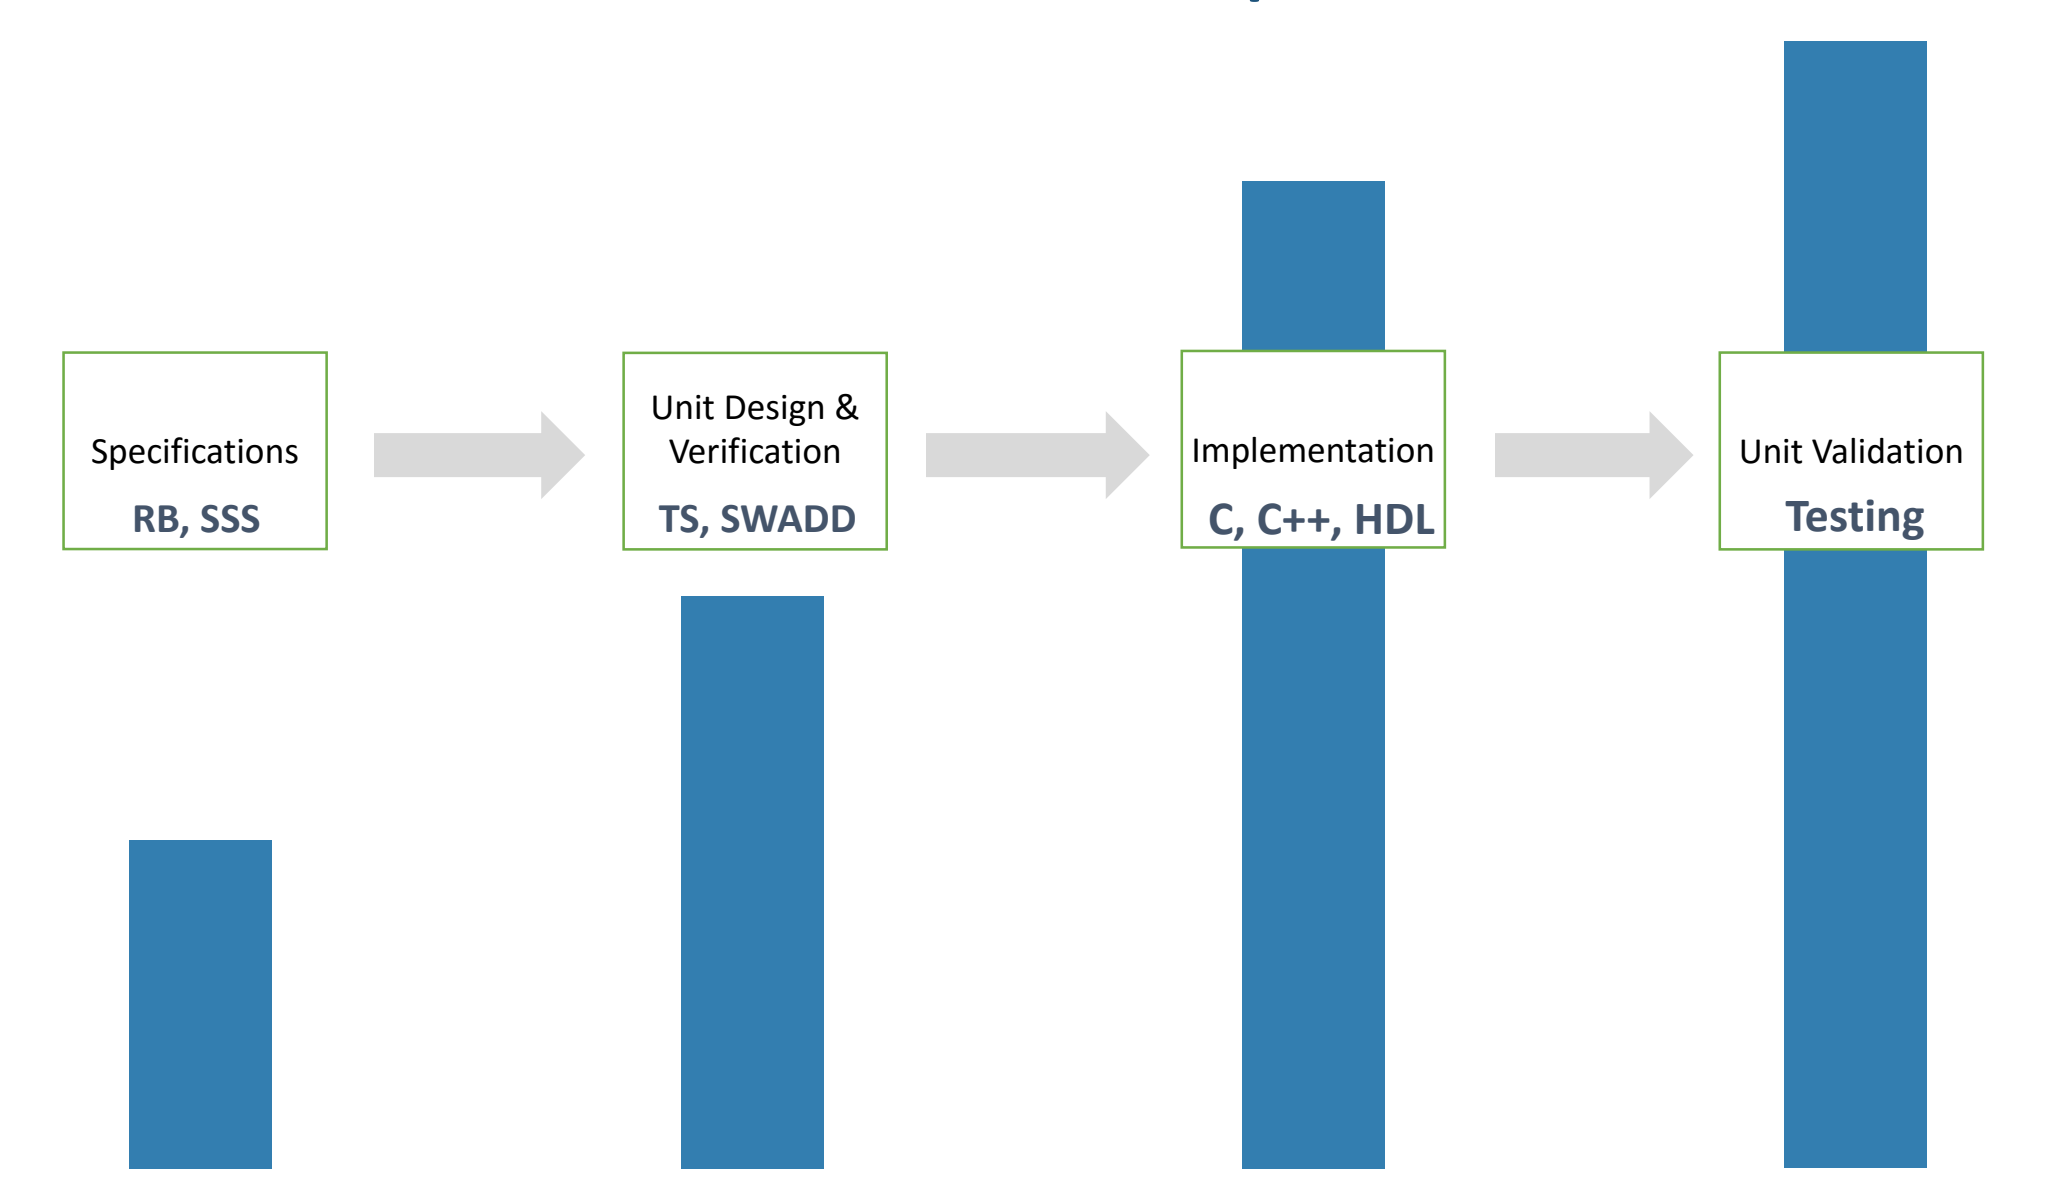 Specifications
RB, SSS
Unit Design &
Verification
TS, SWADD
Implementation
C, C++, HDL
Unit Validation
Testing